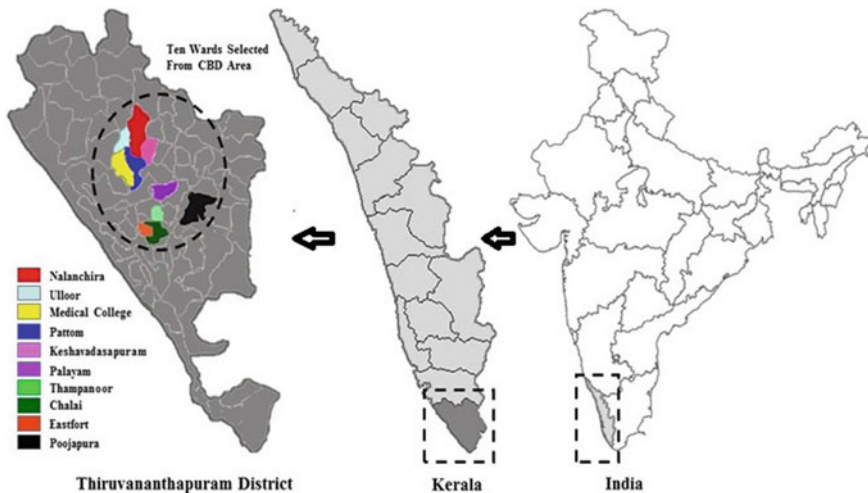 Ten Wards Selected
From CBD Area
Nalanchira
Ulloor
Medical College
Pattom
Keshavadasapuram
Palayam
Thampanoor
Chalai
Eastfort
Poojapura
Thiruvananthapuram District
Kerala
India